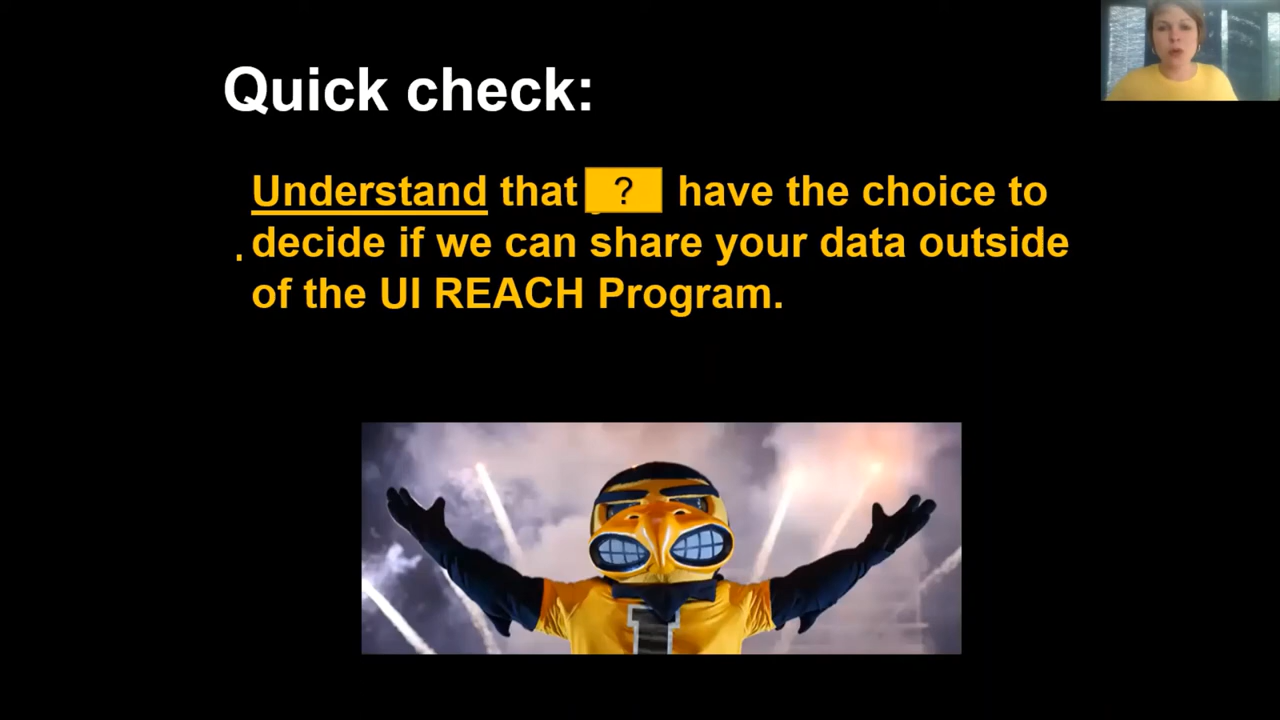 Quick check:
Understand that ? have the choice to
. decide if we can share your data outside
of the UI REACH Program.
I